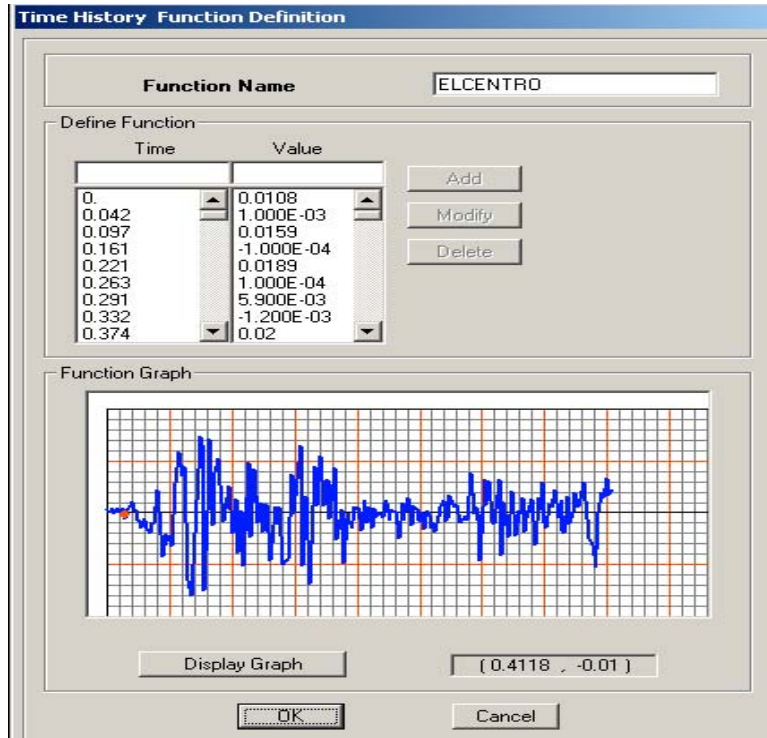 Time History Function Definition
Function Name
ELCENTRO
Define Function
Time Value
Add
Modify
Delete
0. 0.0108
0.042 1.000E-03
0.097 0.0159
0.161 -1.000E-04
0.221 0.0189
0.263 1.000E-04
0.291 5.900E-03
0.332 -1.200E-03
0.374 0.02
Function Graph
Display Graph
( 0.4118 , -0.01 )
OK
Cancel